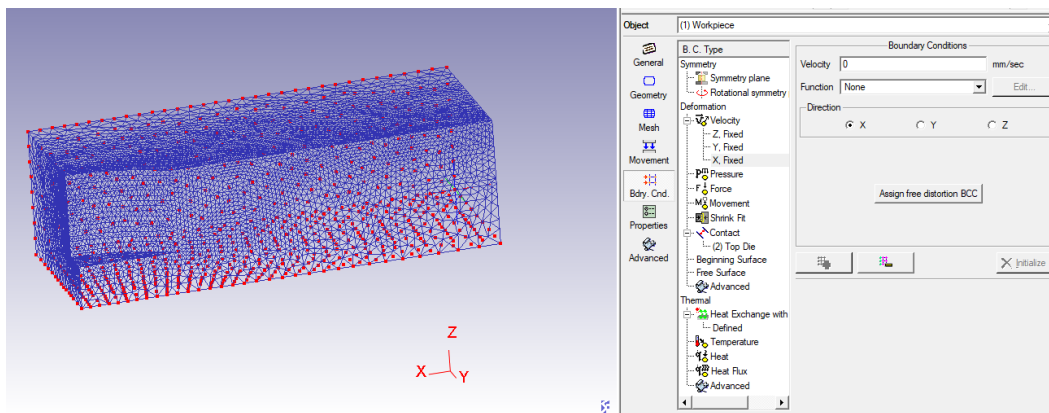 Z
X
Y
Object
(1) Workpiece
General
Geometry
Mesh
Movement
Bdry. Cnd.
Properties
Advanced
B. C. Type
Symmetry
Symmetry plane
Rotational symmetry
Deformation
Velocity
Z, Fixed
Y, Fixed
X, Fixed
Pressure
Force
Movement
Shrink Fit
Contact
(2) Top Die
Beginning Surface
Free Surface
Advanced
Thermal
Heat Exchange with
Defined
Temperature
Heat
Heat Flux
Advanced
Boundary Conditions
Velocity 0 mm/sec
Function None Edit...
Direction
X Y Z
Assign free distortion BCC
Initialize